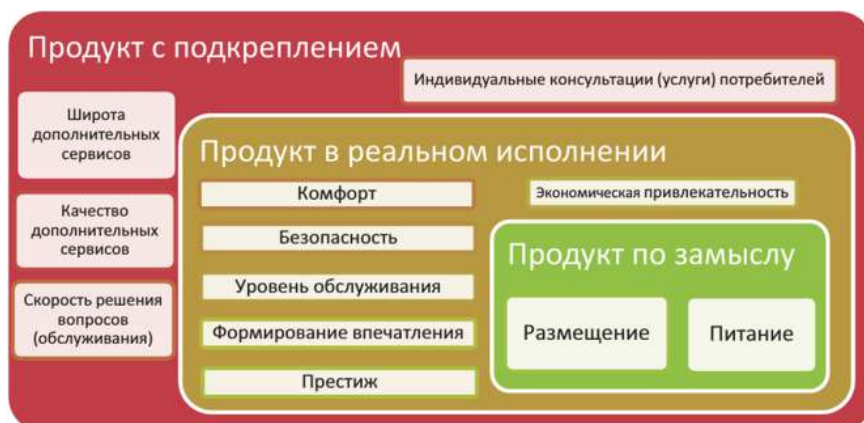 Продукт с подкреплением
Индивидуальные консультации (услуги) потребителей
Широта
дополнительных
сервисов
Качество
дополнительных
сервисов
Скорость решения
вопросов
(обслуживания)
Продукт в реальном исполнении
Комфорт
Безопасность
Уровень обслуживания
Формирование впечатления
Престиж
Экономическая привлекательность
Продукт по замыслу
Размещение
Питание